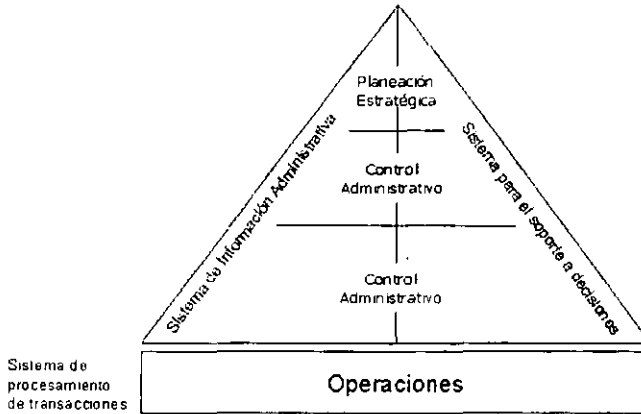 Planeación
Estratégica
Sistema de Información Administrativa
Sistema para el soporte a decisiones
Control
Administrativo
Control
Administrativo
Sistema de
procesamiento
de transacciones
Operaciones